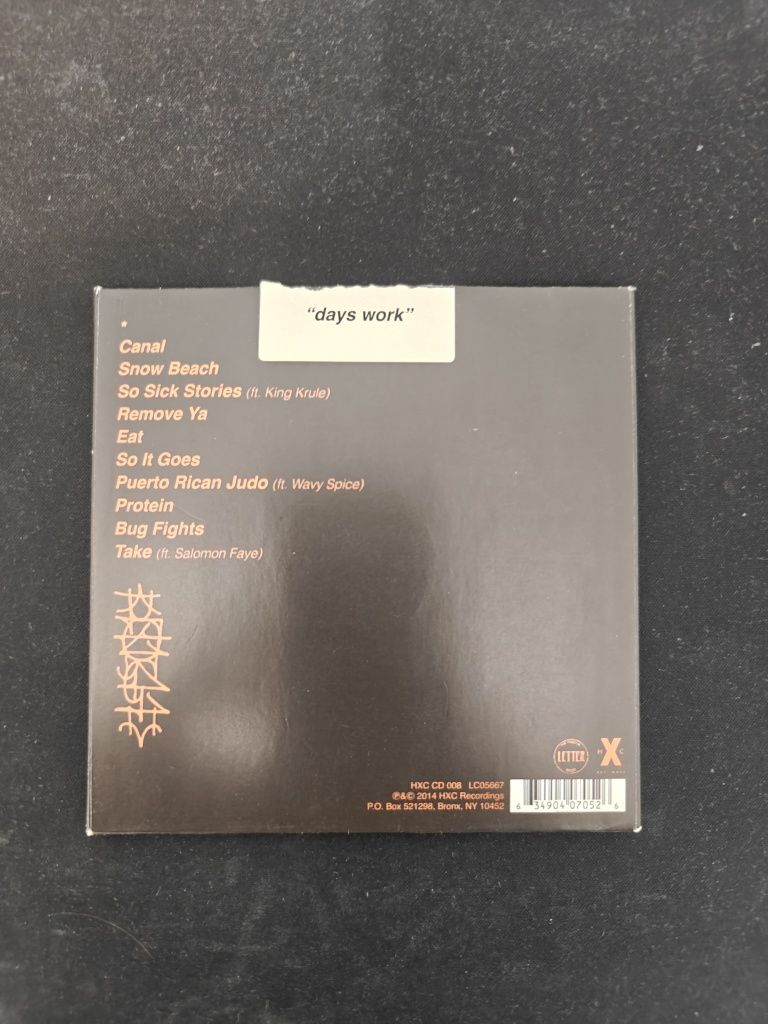 “days work”
*
Canal
Snow Beach
So Sick Stories (ft. King Krule)
Remove Ya
Eat
So It Goes
Puerto Rican Judo (ft. Wavy Spice)
Protein
Bug Fights
Take (ft. Salomon Faye)
LETTER
H X C
HXC CD 008 LC05667
℗&© 2014 HXC Recordings
P.O. Box 521298, Bronx, NY 10452
6 34904 07052 6